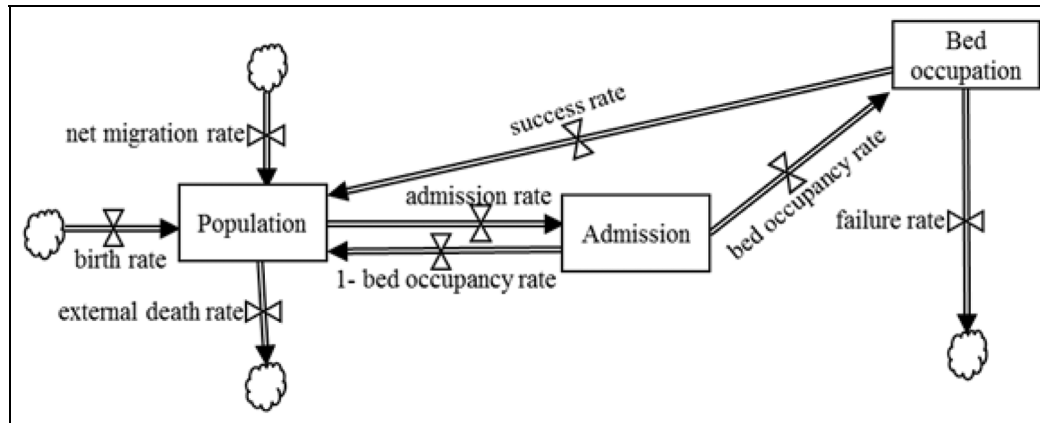 Bed
occupation
success rate
net migration rate
bed occupancy rate
admission rate
Population
Admission
failure rate
birth rate
1- bed occupancy rate
external death rate